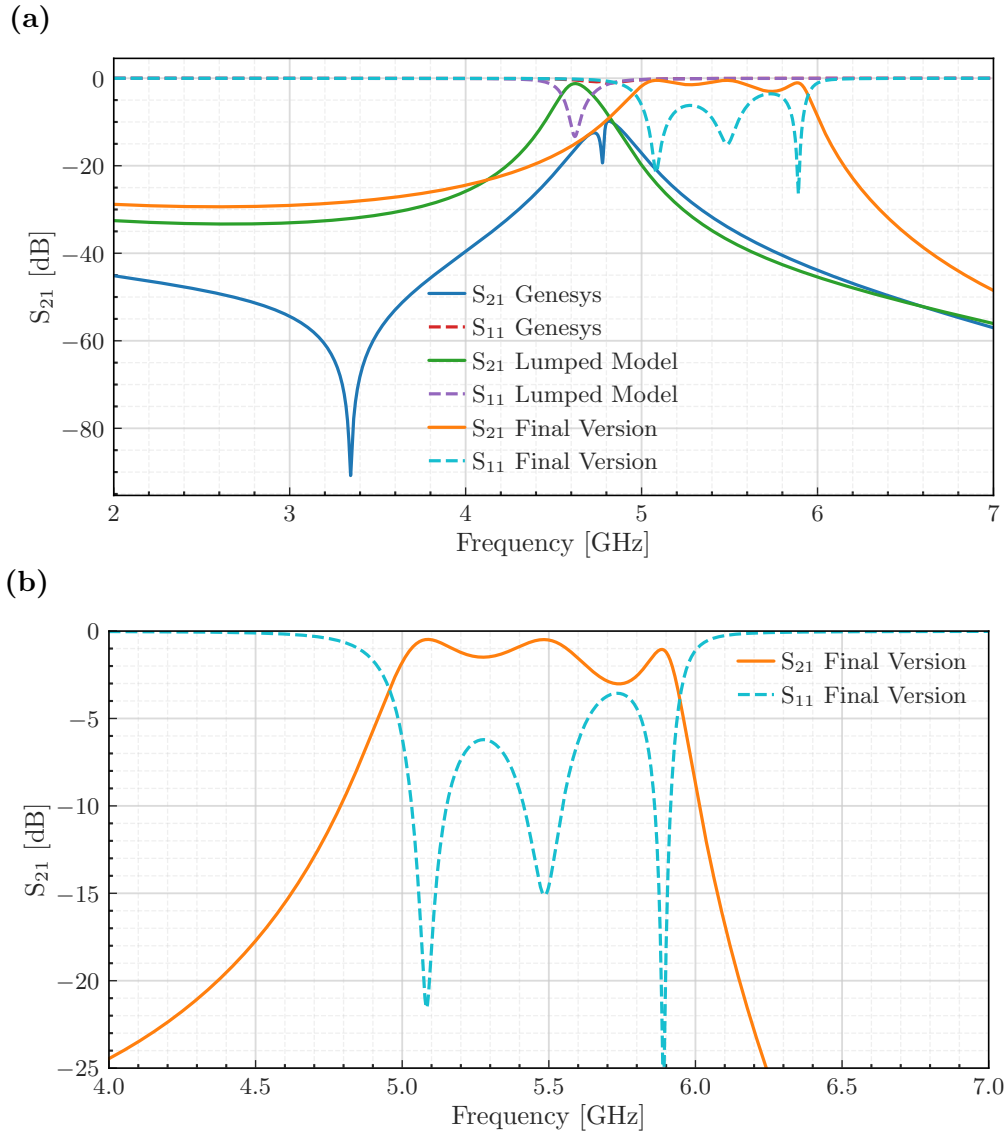 (a)
0
−20
−40
−60
−80
S21 [dB]
S21 Genesys
S11 Genesys
S21 Lumped Model
S11 Lumped Model
S21 Final Version
S11 Final Version
2 3 4 5 6 7
Frequency [GHz]
(b)
0
−5
−10
−15
−20
−25
S21 [dB]
S21 Final Version
S11 Final Version
4.0 4.5 5.0 5.5 6.0 6.5 7.0
Frequency [GHz]